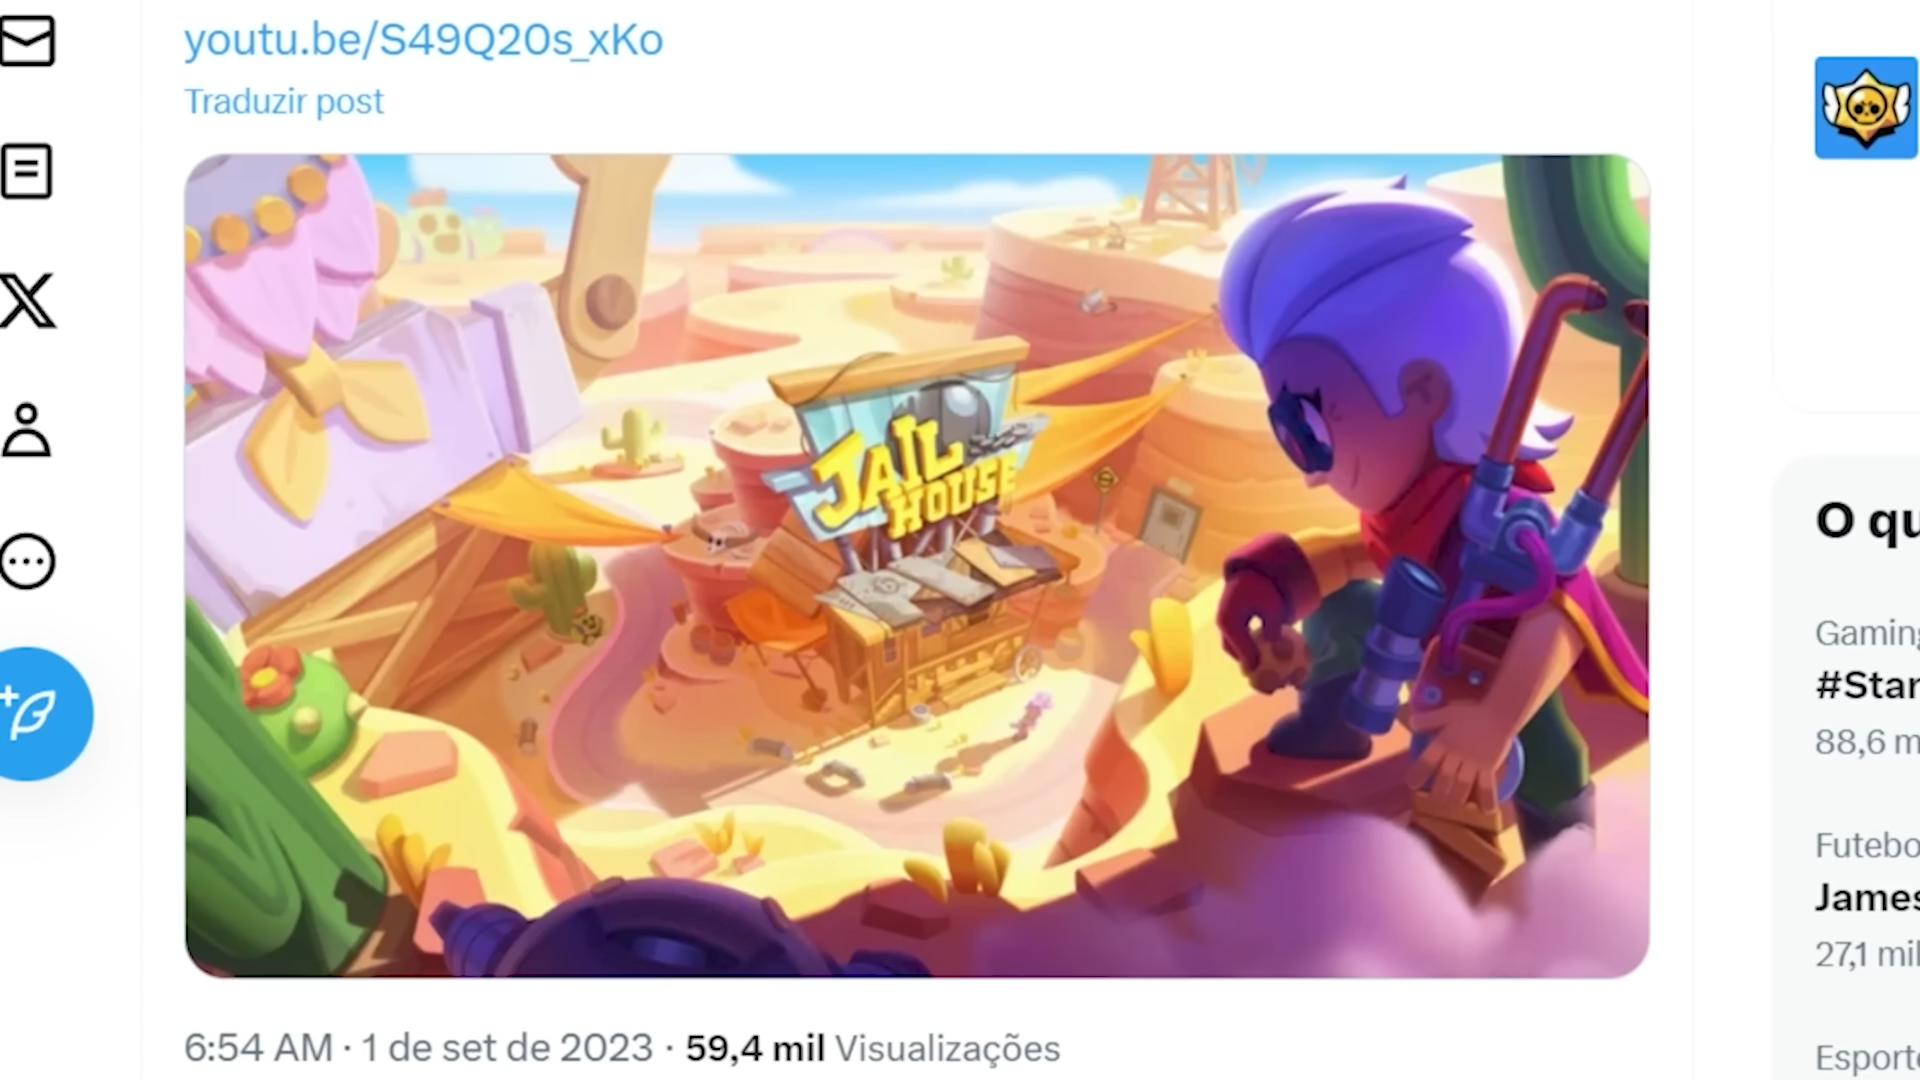 youtu.be/S49Q20s_xKo
Traduzir post
JAIL
HOUSE
6:54 AM · 1 de set de 2023 · 59,4 mil Visualizações
O qu
Gaming
#Star
88,6 m
Futebo
James
27,1 mil
Esporte